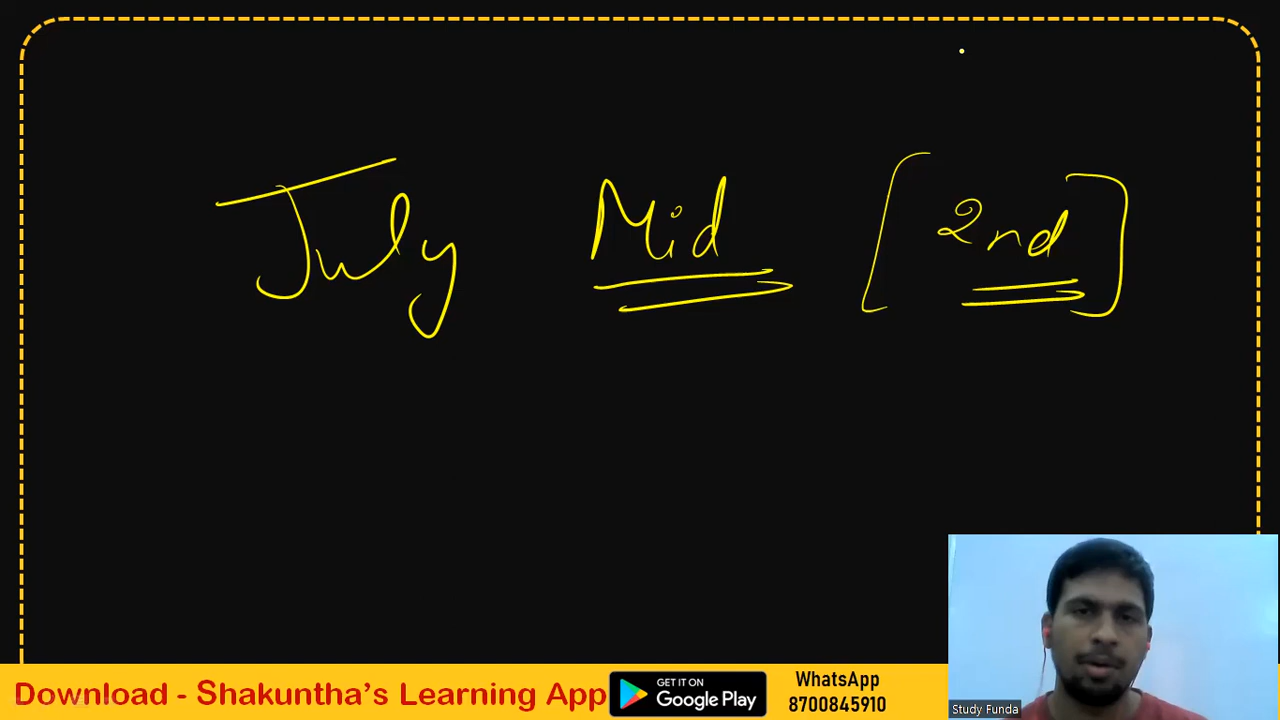 July Mid [2nd]
Download - Shakuntha's Learning App
GET IT ON
Google Play
WhatsApp
8700845910
Study Funda